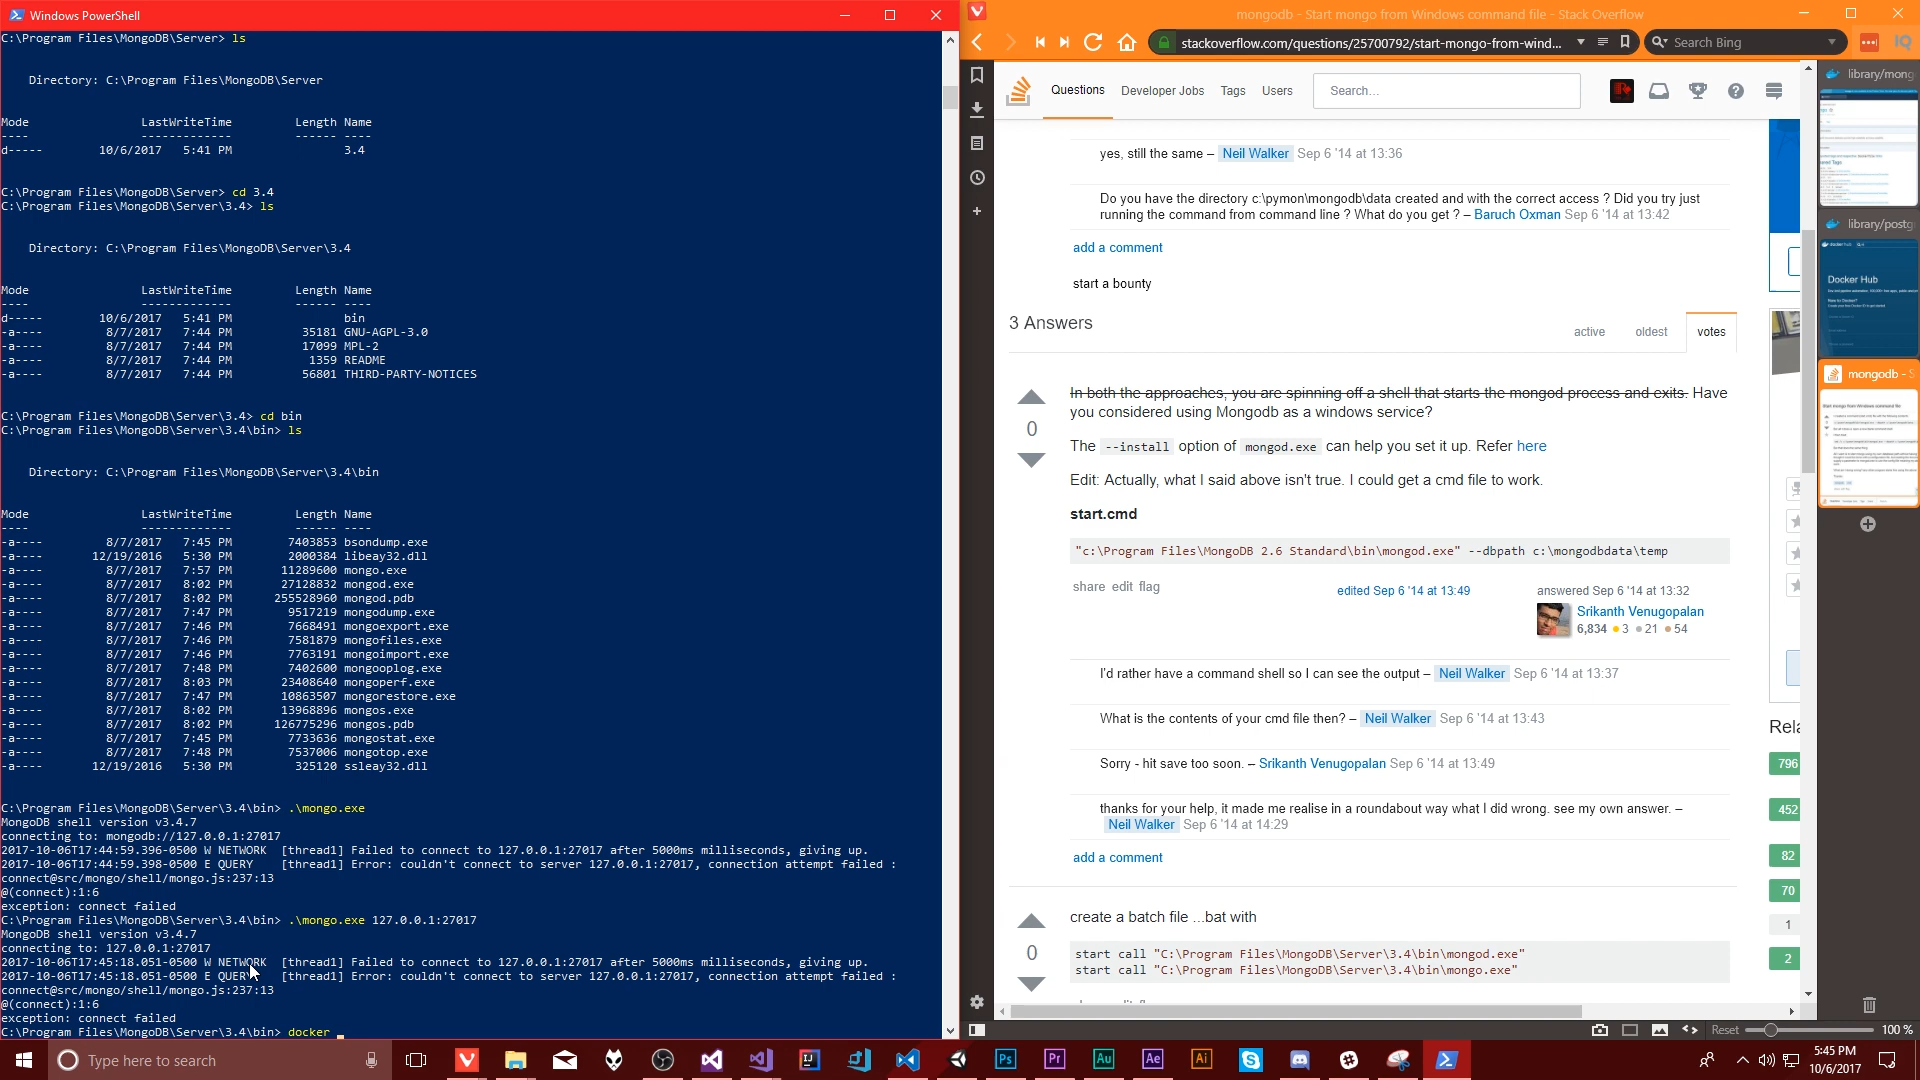 Windows PowerShell
C:\Program Files\MongoDB\Server> ls
Directory: C:\Program Files\MongoDB\Server
Mode LastWriteTime Length Name
---- ------------- ------ ----
d----- 10/6/2017 5:41 PM 3.4
C:\Program Files\MongoDB\Server> cd 3.4
C:\Program Files\MongoDB\Server\3.4> ls
Directory: C:\Program Files\MongoDB\Server\3.4
Mode LastWriteTime Length Name
---- ------------- ------ ----
d----- 10/6/2017 5:41 PM bin
-a---- 8/7/2017 7:44 PM 35181 GNU-AGPL-3.0
-a---- 8/7/2017 7:44 PM 17099 MPL-2
-a---- 8/7/2017 7:44 PM 1359 README
-a---- 8/7/2017 7:44 PM 56801 THIRD-PARTY-NOTICES
C:\Program Files\MongoDB\Server\3.4> cd bin
C:\Program Files\MongoDB\Server\3.4\bin> ls
Directory: C:\Program Files\MongoDB\Server\3.4\bin
Mode LastWriteTime Length Name
---- ------------- ------ ----
-a---- 8/7/2017 7:45 PM 7403853 bsondump.exe
-a---- 12/19/2016 5:30 PM 2000384 libeay32.dll
-a---- 8/7/2017 7:57 PM 11289600 mongo.exe
-a---- 8/7/2017 8:02 PM 27128832 mongod.exe
-a---- 8/7/2017 8:02 PM 255528960 mongod.pdb
-a---- 8/7/2017 7:47 PM 9517219 mongodump.exe
-a---- 8/7/2017 7:46 PM 7668491 mongoexport.exe
-a---- 8/7/2017 7:46 PM 7581879 mongofiles.exe
-a---- 8/7/2017 7:46 PM 7763191 mongoimport.exe
-a---- 8/7/2017 7:48 PM 7402600 mongooplog.exe
-a---- 8/7/2017 8:03 PM 23408640 mongoperf.exe
-a---- 8/7/2017 7:47 PM 10863507 mongorestore.exe
-a---- 8/7/2017 8:02 PM 13968896 mongos.exe
-a---- 8/7/2017 8:02 PM 126775296 mongos.pdb
-a---- 8/7/2017 7:45 PM 7733636 mongostat.exe
-a---- 8/7/2017 7:48 PM 7537006 mongotop.exe
-a---- 12/19/2016 5:30 PM 325120 ssleay32.dll
C:\Program Files\MongoDB\Server\3.4\bin> .\mongo.exe
MongoDB shell version v3.4.7
connecting to: mongodb://127.0.0.1:27017
2017-10-06T17:44:59.396-0500 W NETWORK [thread1] Failed to connect to 127.0.0.1:27017 after 5000ms milliseconds, giving up.
2017-10-06T17:44:59.398-0500 E QUERY [thread1] Error: couldn't connect to server 127.0.0.1:27017, connection attempt failed :
connect@src/mongo/shell/mongo.js:237:13
@(connect):1:6
exception: connect failed
C:\Program Files\MongoDB\Server\3.4\bin> .\mongo.exe 127.0.0.1:27017
MongoDB shell version v3.4.7
connecting to: 127.0.0.1:27017
2017-10-06T17:45:18.051-0500 W NETWORK [thread1] Failed to connect to 127.0.0.1:27017 after 5000ms milliseconds, giving up.
2017-10-06T17:45:18.051-0500 E QUERY [thread1] Error: couldn't connect to server 127.0.0.1:27017, connection attempt failed :
connect@src/mongo/shell/mongo.js:237:13
@(connect):1:6
exception: connect failed
C:\Program Files\MongoDB\Server\3.4\bin> docker _
mongodb - Start mongo from Windows command file - Stack Overflow
stackoverflow.com/questions/25700792/start-mongo-from-wind...
Search Bing
IQ
Questions Developer Jobs Tags Users Search...
yes, still the same – Neil Walker Sep 6 '14 at 13:36
Do you have the directory c:\pymon\mongodb\data created and with the correct access ? Did you try just
running the command from command line ? What do you get ? – Baruch Oxman Sep 6 '14 at 13:42
add a comment
start a bounty
3 Answers
active oldest votes
In both the approaches, you are spinning off a shell that starts the mongod process and exits. Have
you considered using Mongodb as a windows service?
0
The --install option of mongod.exe can help you set it up. Refer here
Edit: Actually, what I said above isn't true. I could get a cmd file to work.
start.cmd
"c:\Program Files\MongoDB 2.6 Standard\bin\mongod.exe" --dbpath c:\mongodbdata\temp
share edit flag
edited Sep 6 '14 at 13:49
answered Sep 6 '14 at 13:32
Srikanth Venugopalan
6,834 3 21 54
I'd rather have a command shell so I can see the output – Neil Walker Sep 6 '14 at 13:37
What is the contents of your cmd file then? – Neil Walker Sep 6 '14 at 13:43
Sorry - hit save too soon. – Srikanth Venugopalan Sep 6 '14 at 13:49
thanks for your help, it made me realise in a roundabout way what I did wrong. see my own answer. –
Neil Walker Sep 6 '14 at 14:29
add a comment
create a batch file ...bat with
0
start call "C:\Program Files\MongoDB\Server\3.4\bin\mongod.exe"
start call "C:\Program Files\MongoDB\Server\3.4\bin\mongo.exe"
Rela
796
452
82
70
1
2
library/mong
library/postg
Docker Hub
mongodb - S
Reset
100 %
Type here to search
Ps
Pr
Au
Ae
Ai
5:45 PM
10/6/2017